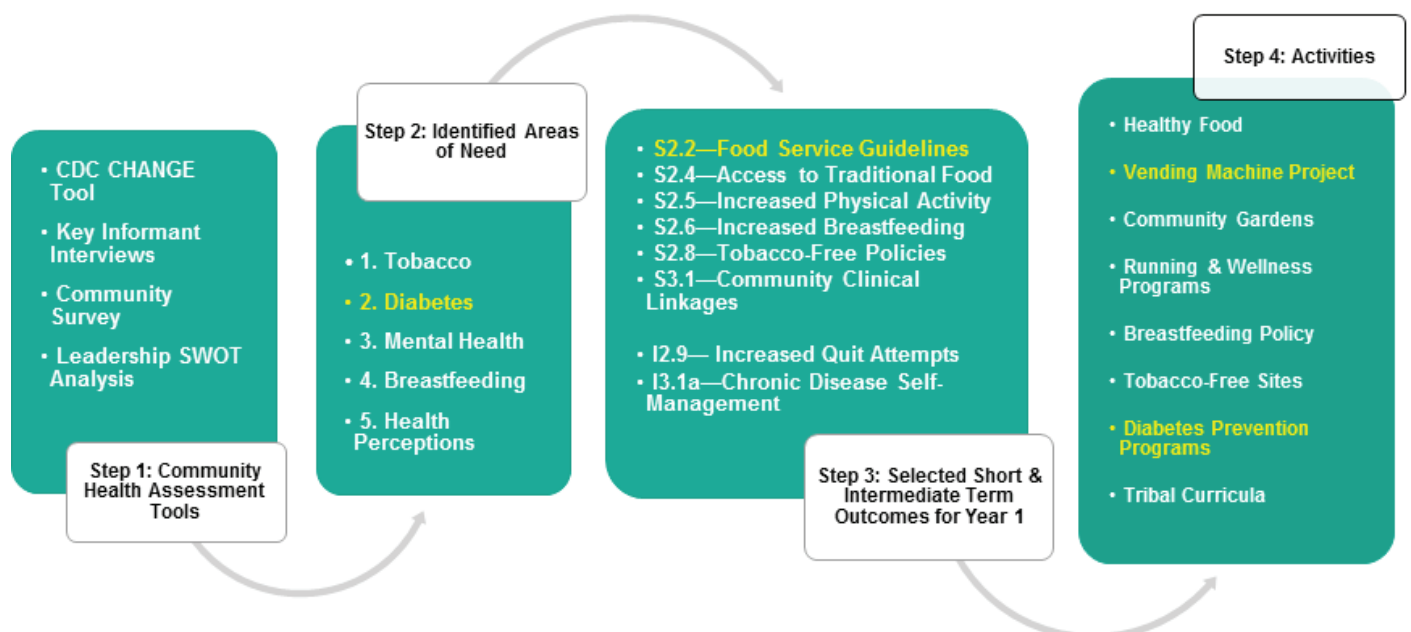 Step 1: Community
Health Assessment
Tools
• CDC CHANGE
Tool
• Key Informant
Interviews
• Community
Survey
• Leadership SWOT
Analysis
Step 2: Identified Areas
of Need
• 1. Tobacco
• 2. Diabetes
• 3. Mental Health
• 4. Breastfeeding
• 5. Health
Perceptions
Step 3: Selected Short &
Intermediate Term
Outcomes for Year 1
• S2.2—Food Service Guidelines
• S2.4—Access to Traditional Food
• S2.5—Increased Physical Activity
• S2.6—Increased Breastfeeding
• S2.8—Tobacco-Free Policies
• S3.1—Community Clinical
Linkages
• I2.9— Increased Quit Attempts
• I3.1a—Chronic Disease Self-
Management
Step 4: Activities
• Healthy Food
• Vending Machine Project
• Community Gardens
• Running & Wellness
Programs
• Breastfeeding Policy
• Tobacco-Free Sites
• Diabetes Prevention
Programs
• Tribal Curricula